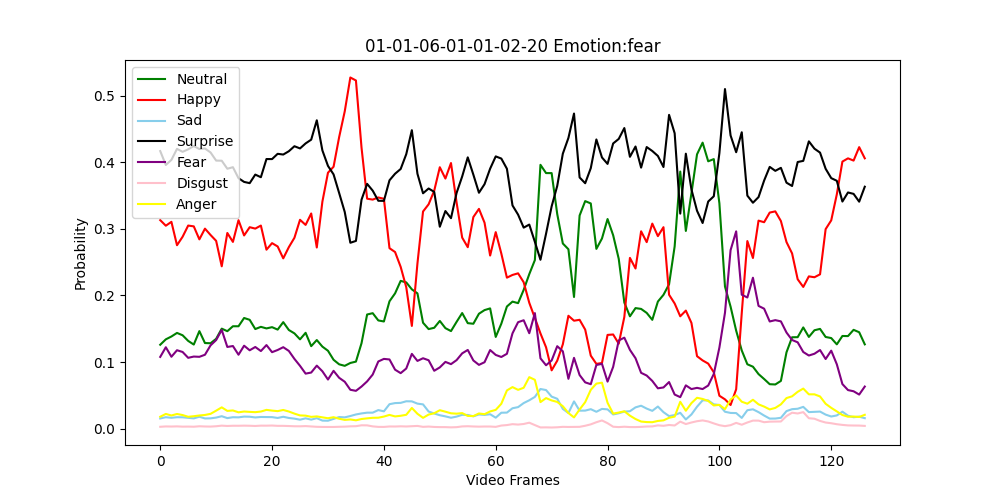 01-01-06-01-01-02-20 Emotion:fear
Neutral
Happy
Sad
Surprise
Fear
Disgust
Anger
0.5
0.4
0.3
0.2
0.1
0.0
Probability
0 20 40 60 80 100 120
Video Frames